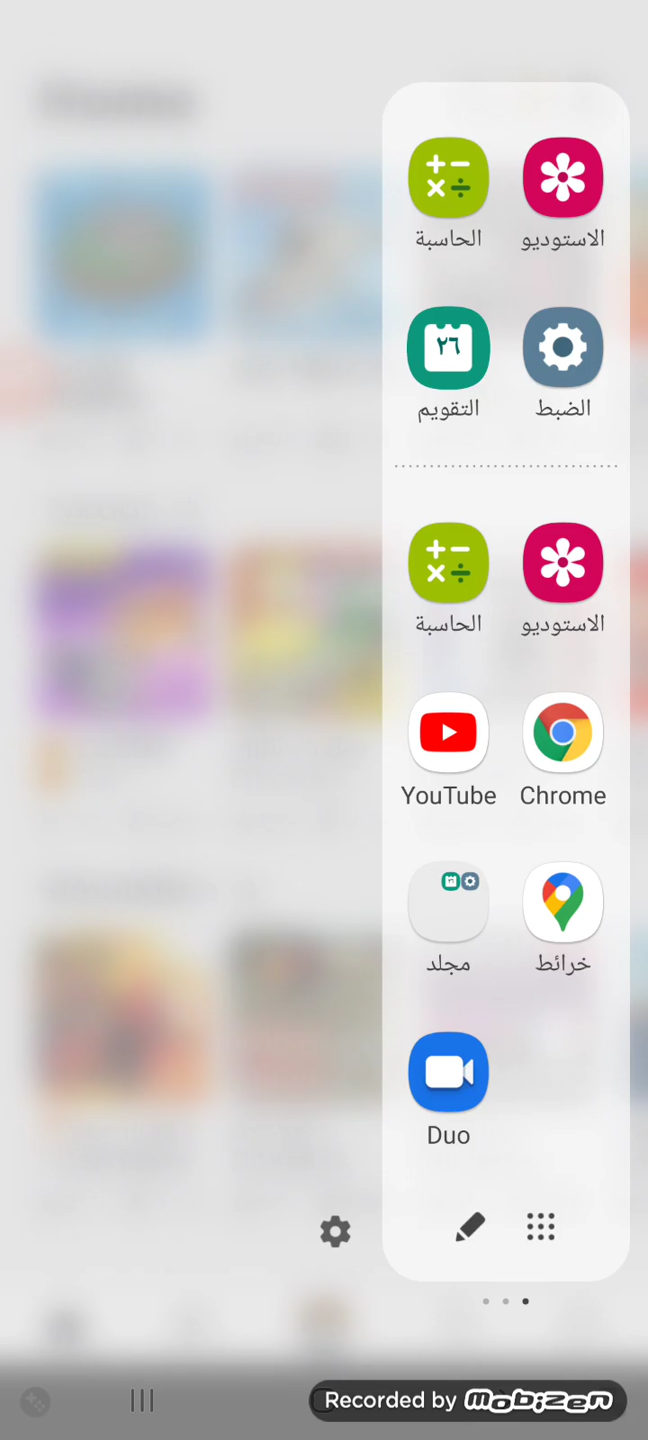 الاستوديو
الحاسبة
الضبط
٢٦
التقويم
الاستوديو
الحاسبة
Chrome
YouTube
خرائط
مجلد
Duo
Recorded by mobizen